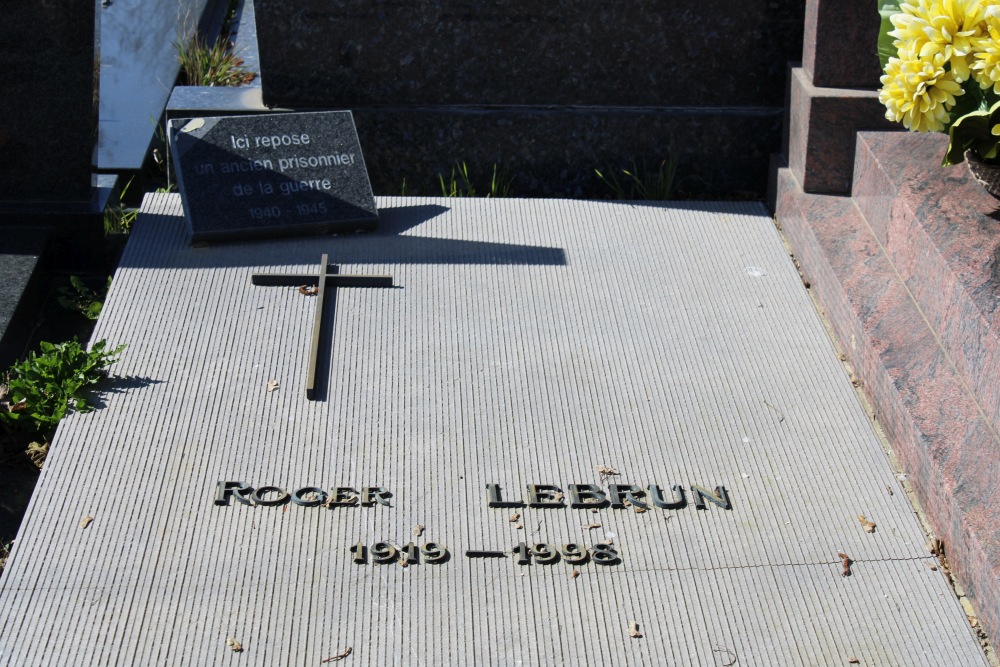 Ici repose
un ancien prisonnier
de la guerre
1940 - 1945
ROGER LEBRUN
1919 - 1998